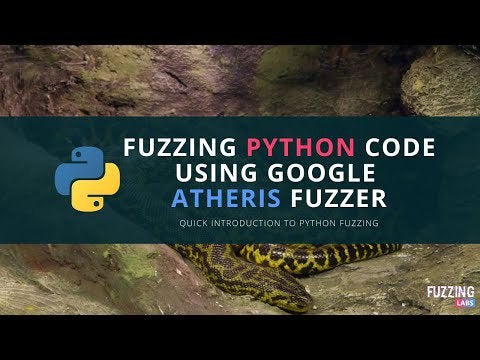 FUZZING PYTHON CODE
USING GOOGLE
ATHERIS FUZZER
QUICK INTRODUCTION TO PYTHON FUZZING
FUZZING
LABS